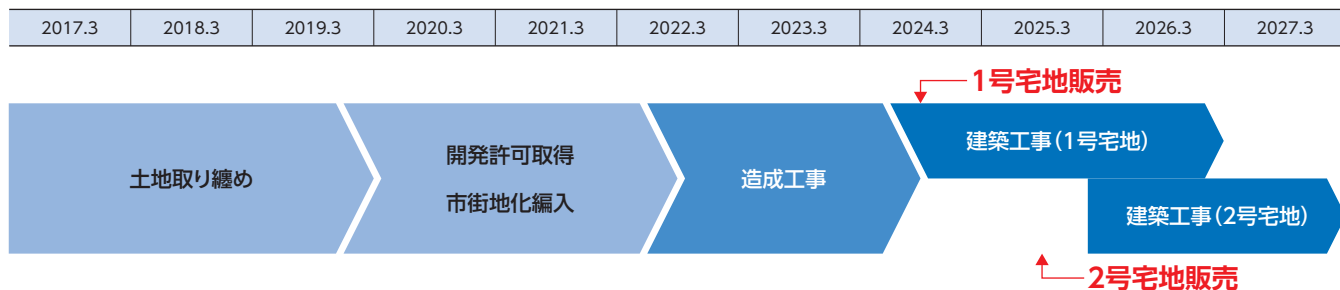 2017.3 2018.3 2019.3 2020.3 2021.3 2022.3 2023.3 2024.3 2025.3 2026.3 2027.3
1号宅地販売
土地取り纏め
開発許可取得
市街地化編入
造成工事
建築工事（1号宅地）
建築工事（2号宅地）
2号宅地販売